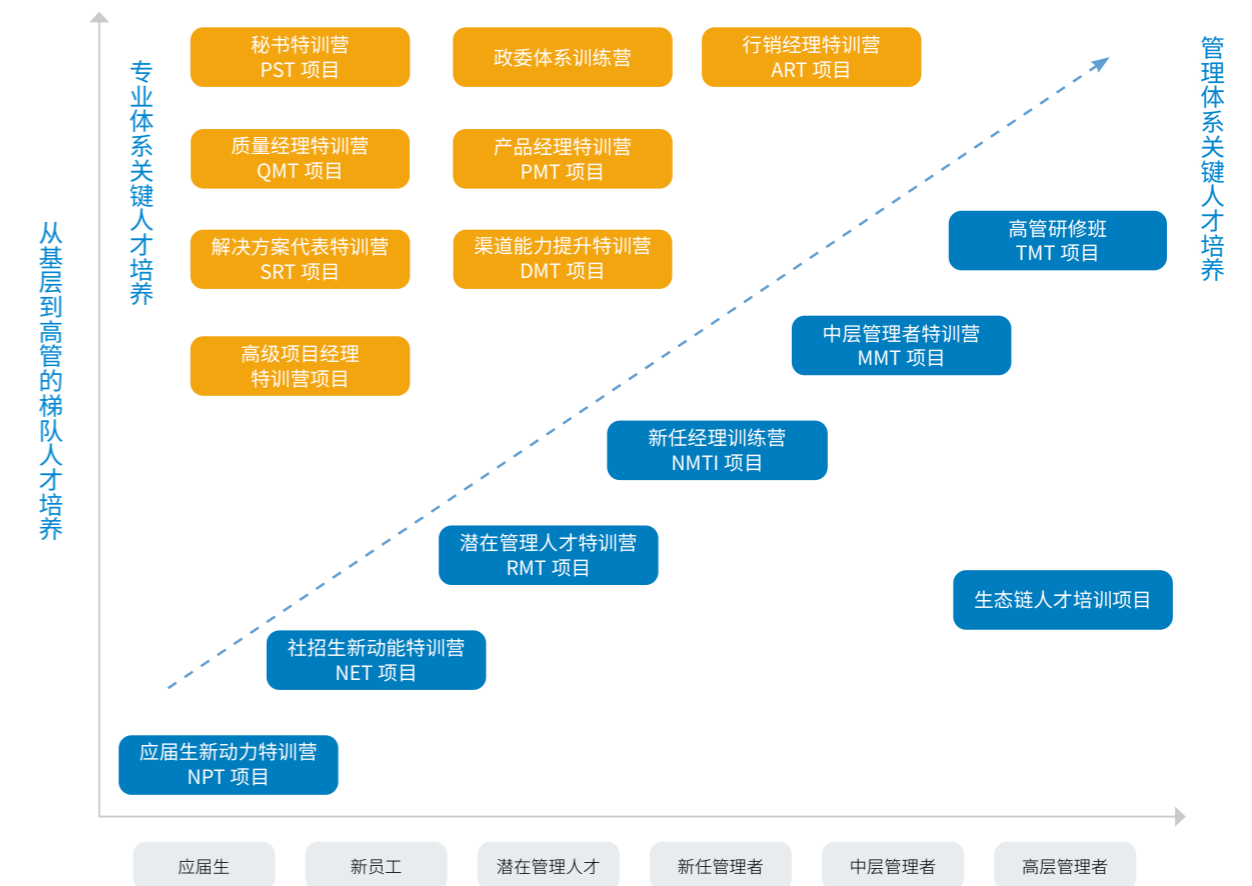 从基层到高管的梯队人才培养
专业体系关键人才培养
管理体系关键人才培养
秘书特训营
PST 项目
政委体系训练营
行销经理特训营
ART 项目
质量经理特训营
QMT 项目
产品经理特训营
PMT 项目
解决方案代表特训营
SRT 项目
渠道能力提升特训营
DMT 项目
高级项目经理
特训营项目
高管研修班
TMT 项目
中层管理者特训营
MMT 项目
新任经理训练营
NMTI 项目
潜在管理人才特训营
RMT 项目
生态链人才培训项目
社招生新动能特训营
NET 项目
应届生新动力特训营
NPT 项目
应届生
新员工
潜在管理人才
新任管理者
中层管理者
高层管理者